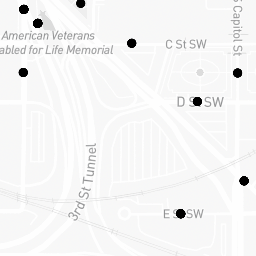 American Veterans
abled for Life Memorial
C St SW
S Capitol St
D St SW
3rd St Tunnel
E St SW